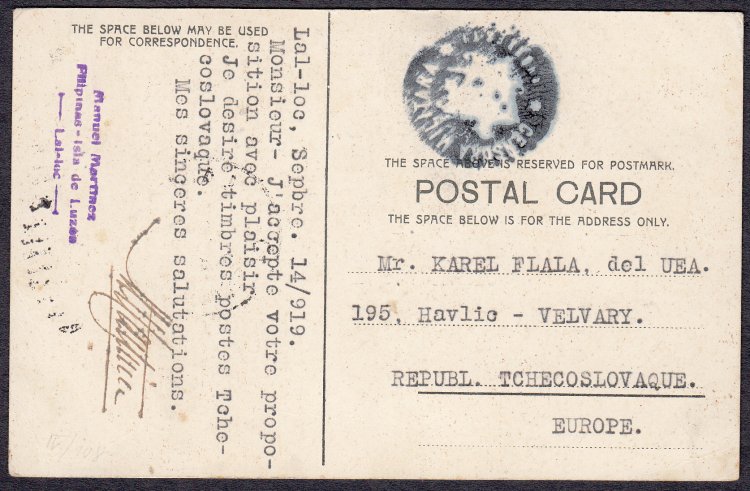 THE SPACE BELOW MAY BE USED
FOR CORRESPONDENCE.
Lal-loc, Sepbre. 14/919.
Monsieur- J'accepte votre propo-
sition avec plaisir
Je desire timbres postes Tche-
coslovaque.
Mes sinceres salutations.
Manuel Martinez
Filipinas - Isla de Luzón
Lal-loc
THE SPACE ABOVE IS RESERVED FOR POSTMARK.
POSTAL CARD
THE SPACE BELOW IS FOR THE ADDRESS ONLY.
Mr. KAREL FLALA, del UEA.
195, Havlic - VELVARY.
REPUBL. TCHECOSLOVAQUE.
EUROPE.